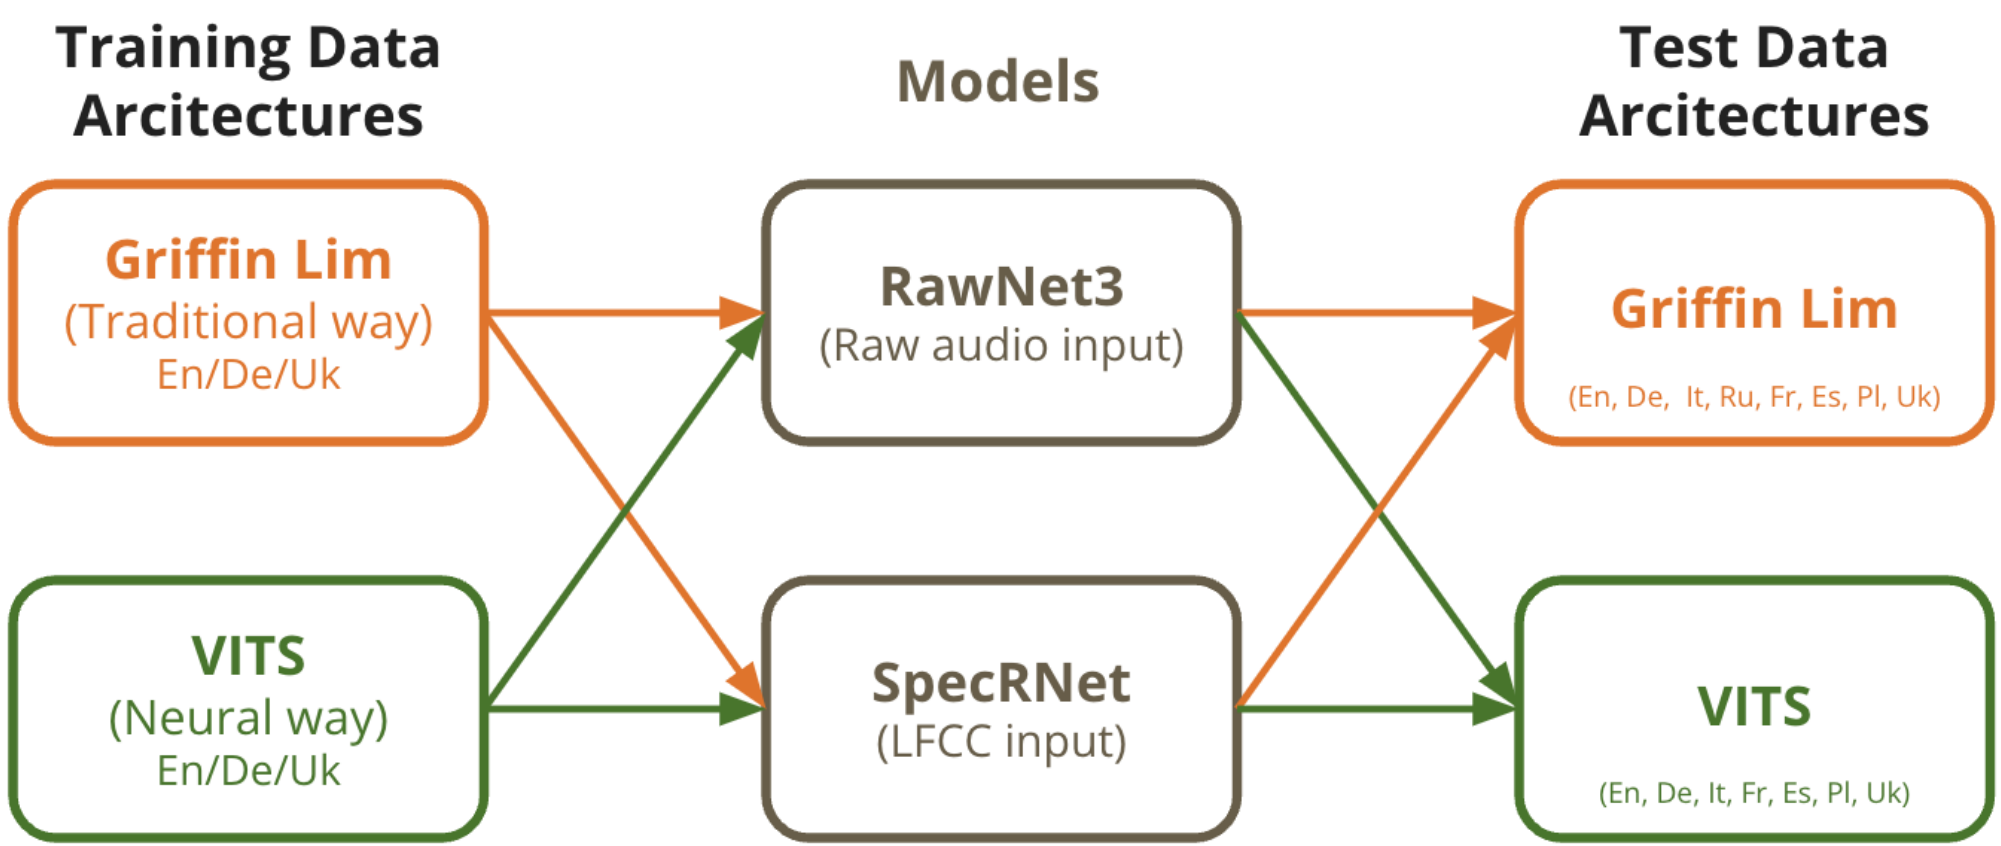 Training Data
Arcitectures
Models
Test Data
Arcitectures
Griffin Lim
(Traditional way)
En/De/Uk
RawNet3
(Raw audio input)
Griffin Lim
(En, De, It, Ru, Fr, Es, Pl, Uk)
VITS
(Neural way)
En/De/Uk
SpecRNet
(LFCC input)
VITS
(En, De, It, Fr, Es, Pl, Uk)